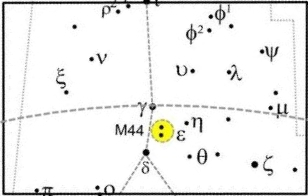 ρ² ι φ¹
φ²
ν ψ
ξ υ λ
γ μ
M44 ε η
δ θ ζ
π ο